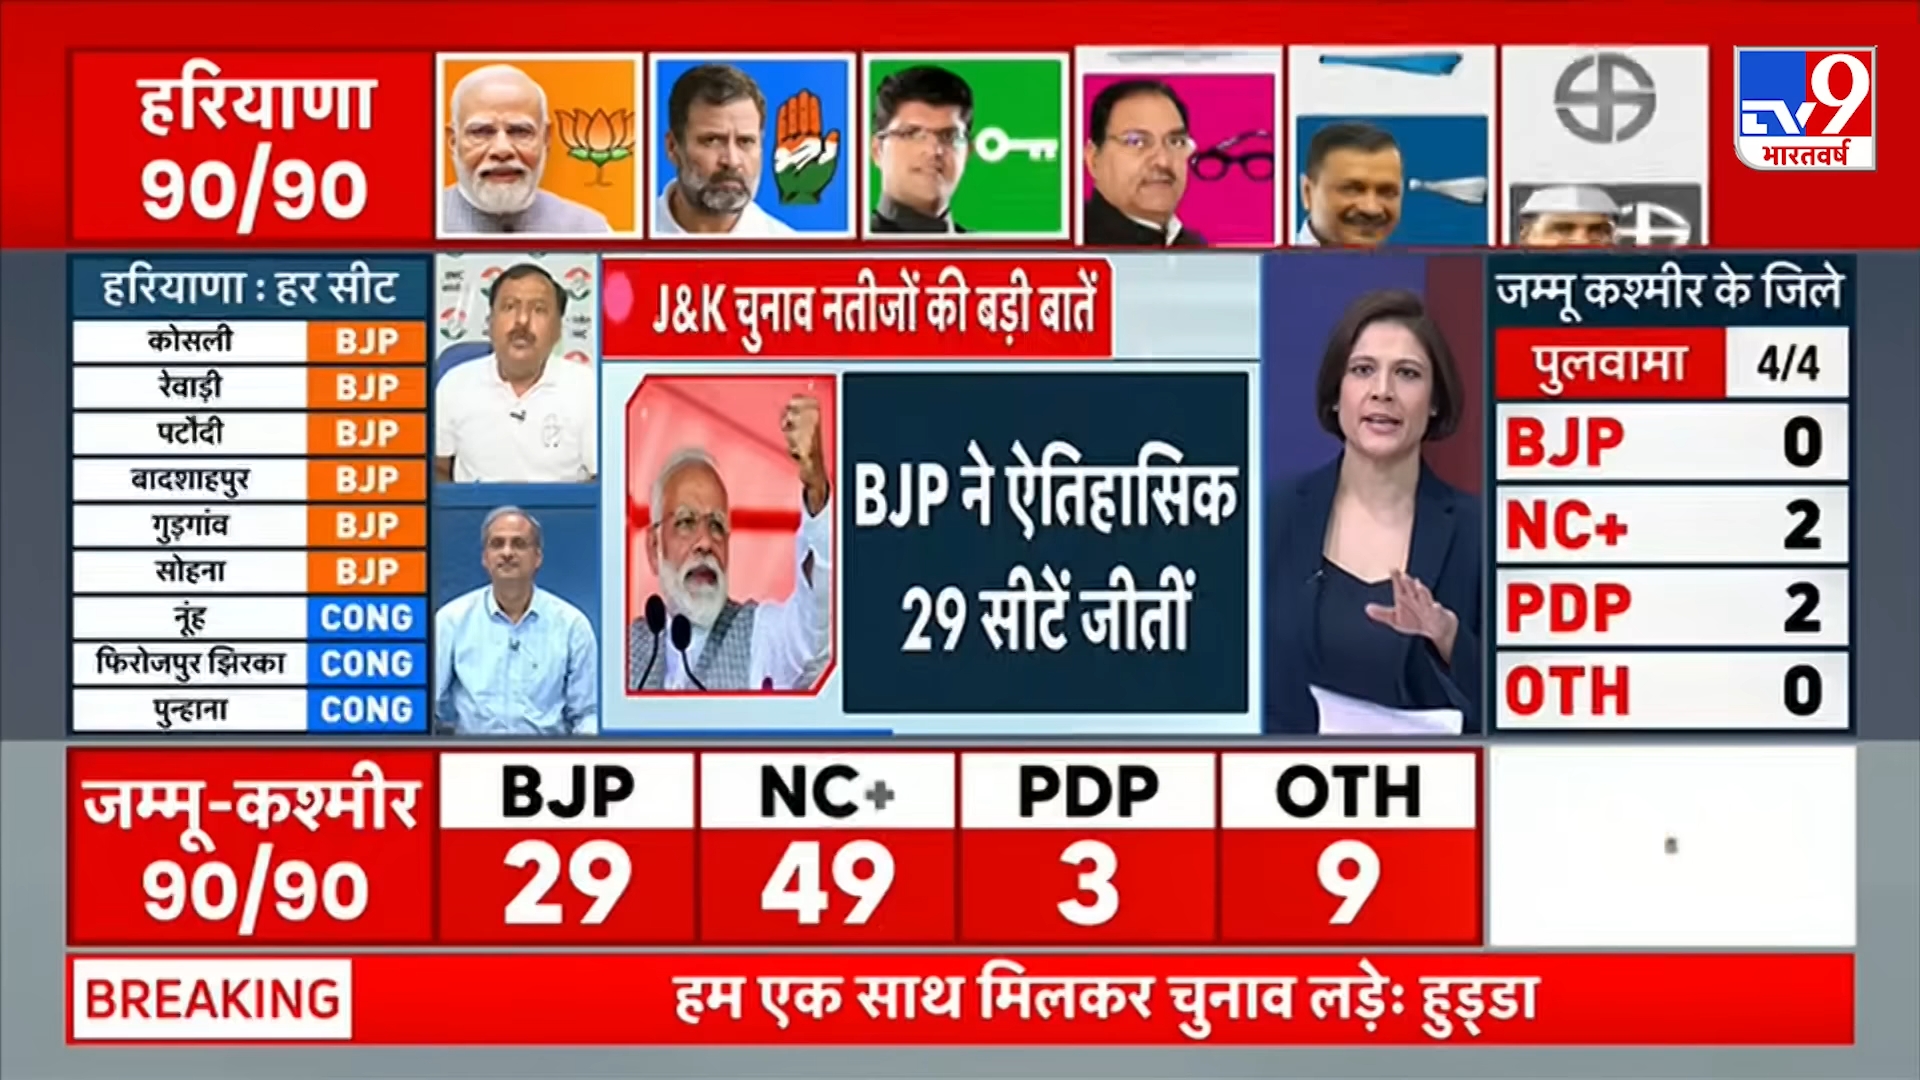 हरियाणा
90/90
TV9
भारतवर्ष
हरियाणा : हर सीट
कोसली BJP
रेवाड़ी BJP
पटौदी BJP
बादशाहपुर BJP
गुड़गांव BJP
सोहना BJP
नूंह CONG
फिरोजपुर झिरका CONG
पुन्हाना CONG
J&K चुनाव नतीजों की बड़ी बातें
BJP ने ऐतिहासिक
29 सीटें जीतीं
जम्मू कश्मीर के जिले
पुलवामा 4/4
BJP 0
NC+ 2
PDP 2
OTH 0
जम्मू-कश्मीर
90/90
BJP NC+ PDP OTH
29 49 3 9
BREAKING
हम एक साथ मिलकर चुनाव लड़ेः हुड्डा